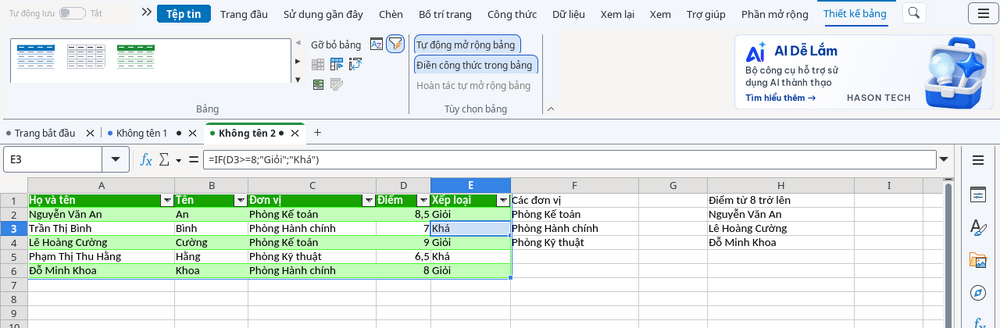 Tự động lưu Tắt
Tệp tin Trang đầu Sử dụng gần đây Chèn Bố trí trang Công thức Dữ liệu Xem lại Xem Trợ giúp Phần mở rộng Thiết kế bảng
Gỡ bỏ bảng
Bảng
Tự động mở rộng bảng
Điền công thức trong bảng
Hoàn tác tự mở rộng bảng
Tùy chọn bảng
Ai AI Dễ Lắm
Bộ công cụ hỗ trợ sử
dụng AI thành thạo
Tìm hiểu thêm → HASON TECH
Trang bắt đầu Không tên 1 Không tên 2
E3 fx Σ = =IF(D3>=8;"Giỏi";"Khá")
A B C D E F G H I
1 Họ và tên Tên Đơn vị Điểm Xếp loại Các đơn vị Điểm từ 8 trở lên
2 Nguyễn Văn An An Phòng Kế toán 8,5 Giỏi Phòng Kế toán Nguyễn Văn An
3 Trần Thị Bình Bình Phòng Hành chính 7 Khá Phòng Hành chính Lê Hoàng Cường
4 Lê Hoàng Cường Cường Phòng Kế toán 9 Giỏi Phòng Kỹ thuật Đỗ Minh Khoa
5 Phạm Thị Thu Hằng Hằng Phòng Kỹ thuật 6,5 Khá
6 Đỗ Minh Khoa Khoa Phòng Hành chính 8 Giỏi
7
8
9
10